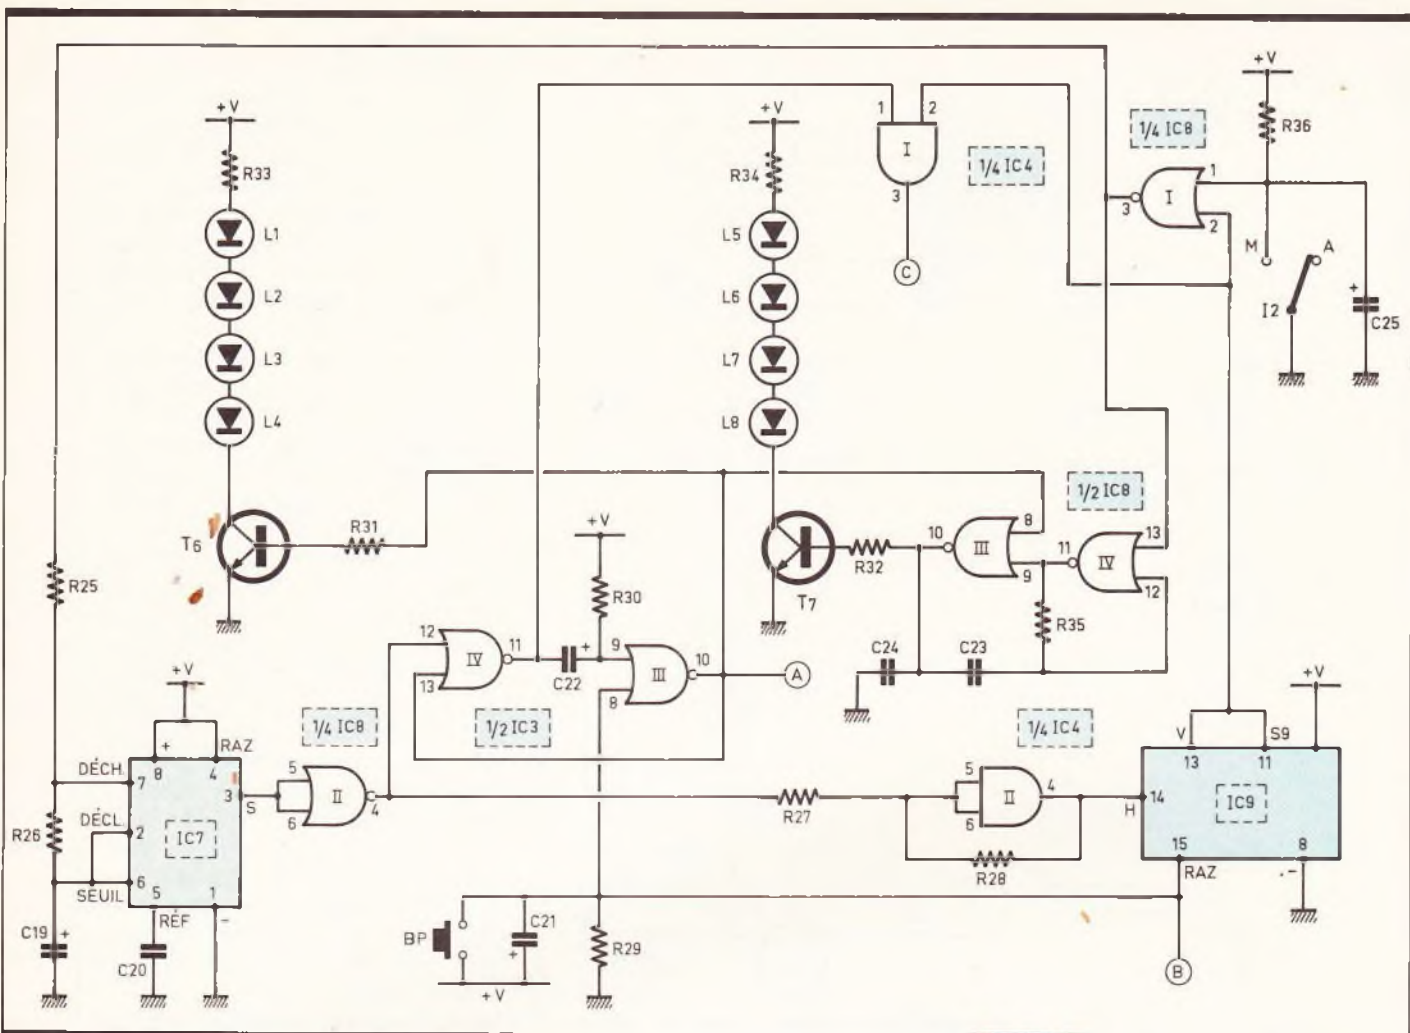 +V
+V
+V
R33
R34
R36
1/4 IC8
1 2
I
3
1/4 IC4
C
1
I
3
2
L1
L2
L3
L4
L5
L6
L7
L8
M
A
I2
+
C25
1/2 IC8
T6
R31
+V
R32
10
III
8
9
11
IV
13
12
T7
R25
R30
R35
12
IV
13
11
+
C22
9
III
8
10
A
C24
C23
1/2 IC3
+V
1/4 IC8
1/4 IC4
+V
DÉCH.
7
+
8
RAZ
4
3
S
5
II
6
4
R27
5
II
6
4
R28
V
13
S9
11
H
14
IC9
15
RAZ
8
-
R26
DÉCL.
2
IC7
SEUIL
6
5
RÉF
1
-
C19
+
C20
BP
C21
+
+V
R29
B